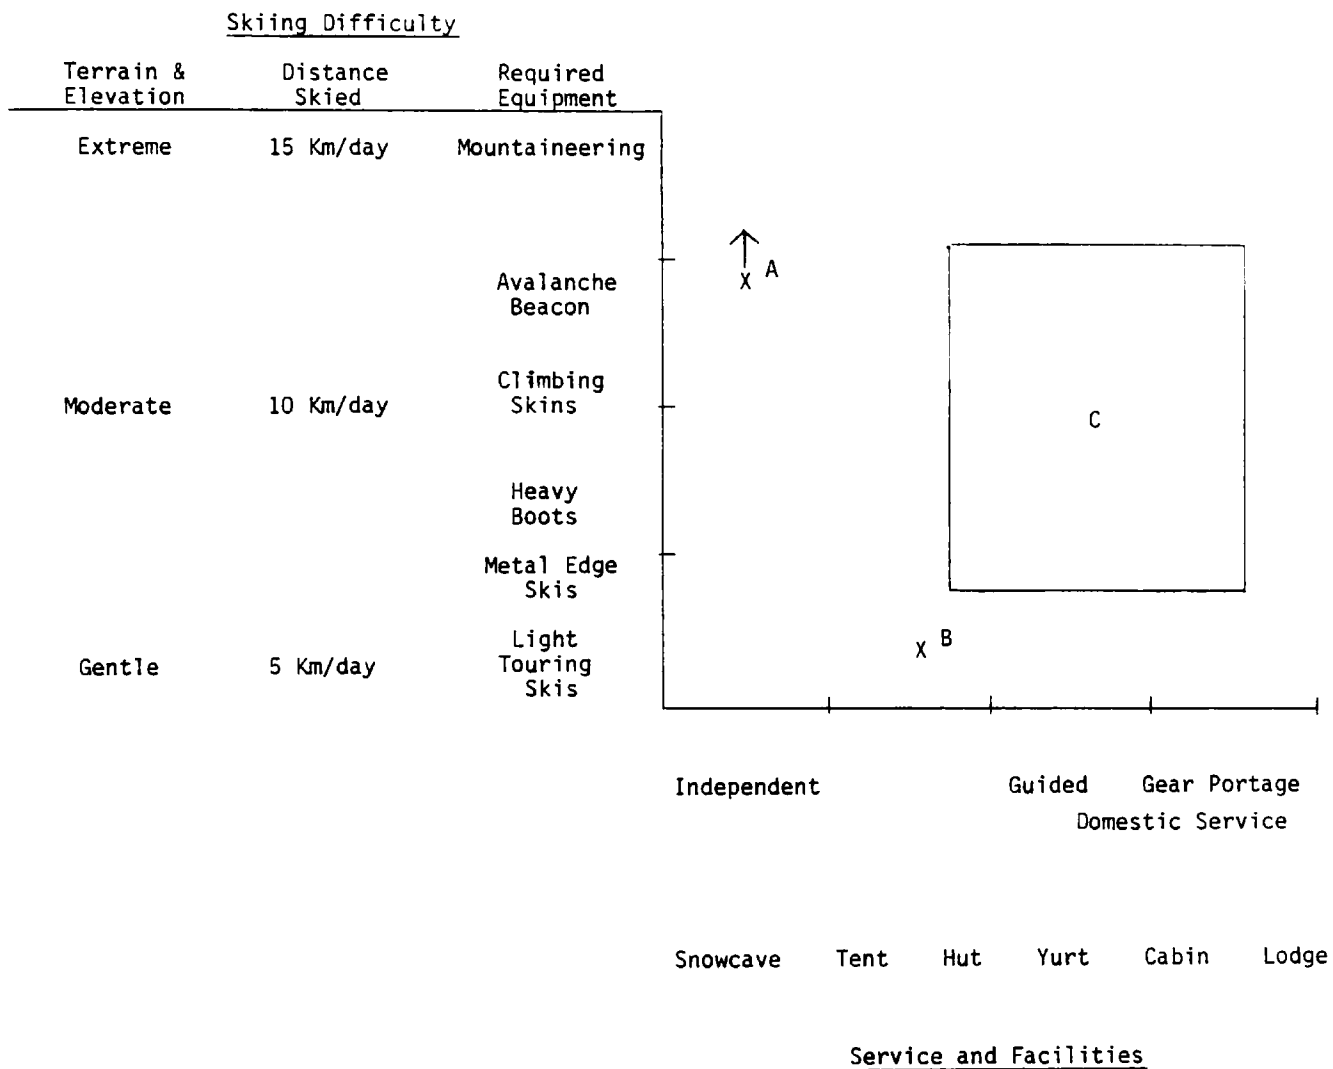 Skiing Difficulty
Terrain & Distance Required
Elevation Skied Equipment
Extreme 15 Km/day Mountaineering
A
X
Avalanche
Beacon
Climbing
Moderate 10 Km/day Skins
C
Heavy
Boots
Metal Edge
Skis
Light
X B
Gentle 5 Km/day Touring
Skis
Independent Guided Gear Portage
Domestic Service
Snowcave Tent Hut Yurt Cabin Lodge
Service and Facilities